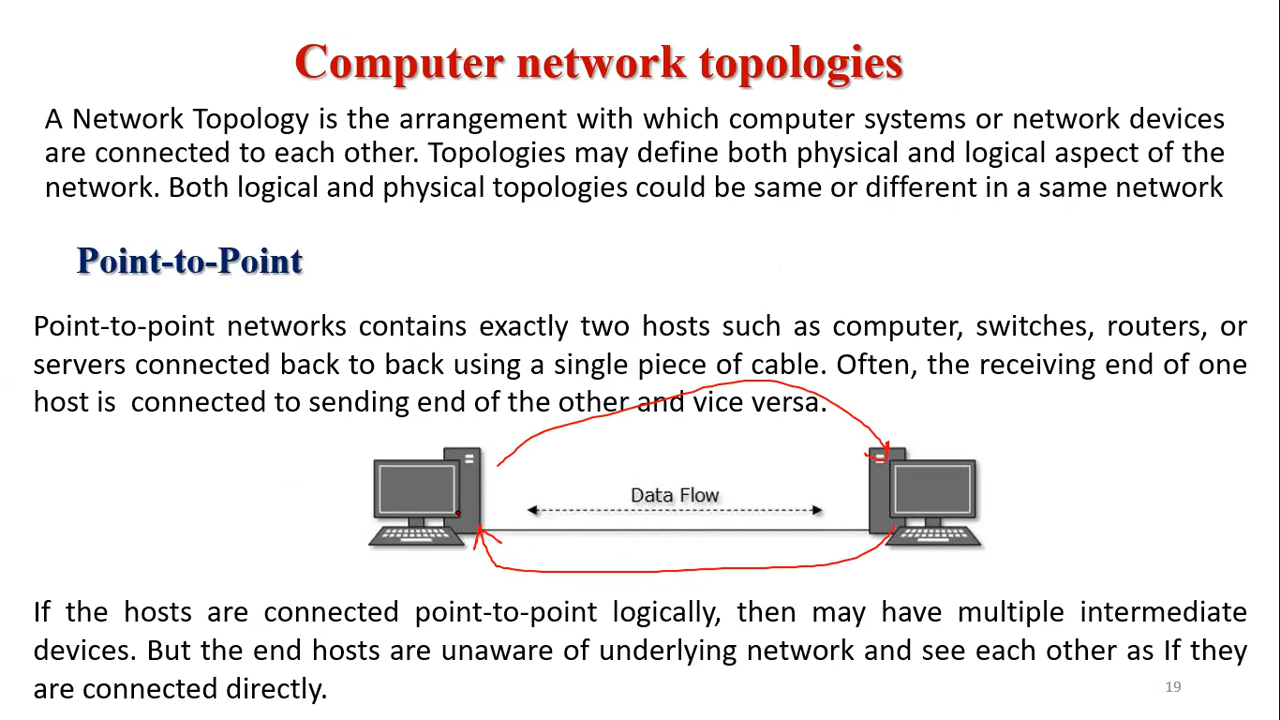 Computer network topologies
A Network Topology is the arrangement with which computer systems or network devices
are connected to each other. Topologies may define both physical and logical aspect of the
network. Both logical and physical topologies could be same or different in a same network
Point-to-Point
Point-to-point networks contains exactly two hosts such as computer, switches, routers, or
servers connected back to back using a single piece of cable. Often, the receiving end of one
host is connected to sending end of the other and vice versa.
Data Flow
If the hosts are connected point-to-point logically, then may have multiple intermediate
devices. But the end hosts are unaware of underlying network and see each other as If they
are connected directly.
19